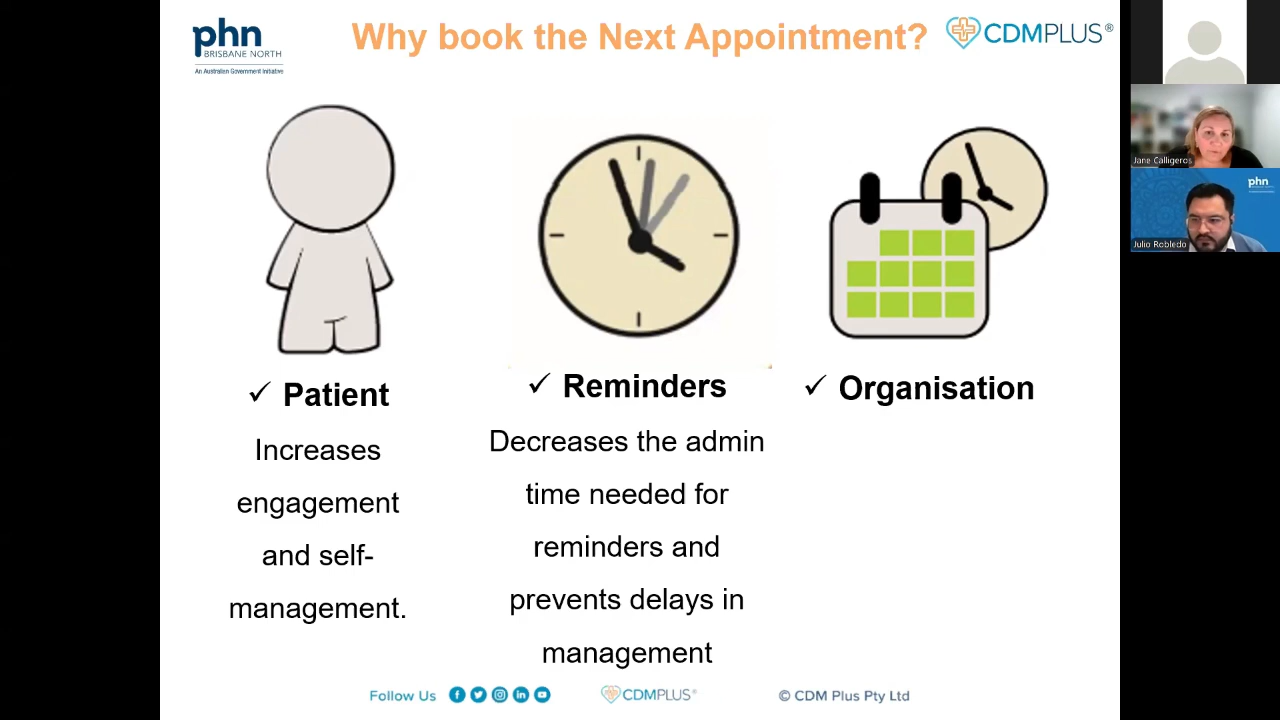 phn
BRISBANE NORTH
An Australian Government Initiative
Why book the Next Appointment?
CDMPLUS®
✓ Patient
Increases
engagement
and self-
management.
✓ Reminders
Decreases the admin
time needed for
reminders and
prevents delays in
management
✓ Organisation
Follow Us
CDMPLUS®
© CDM Plus Pty Ltd
Jane Calligeros
phn
Julio Robledo